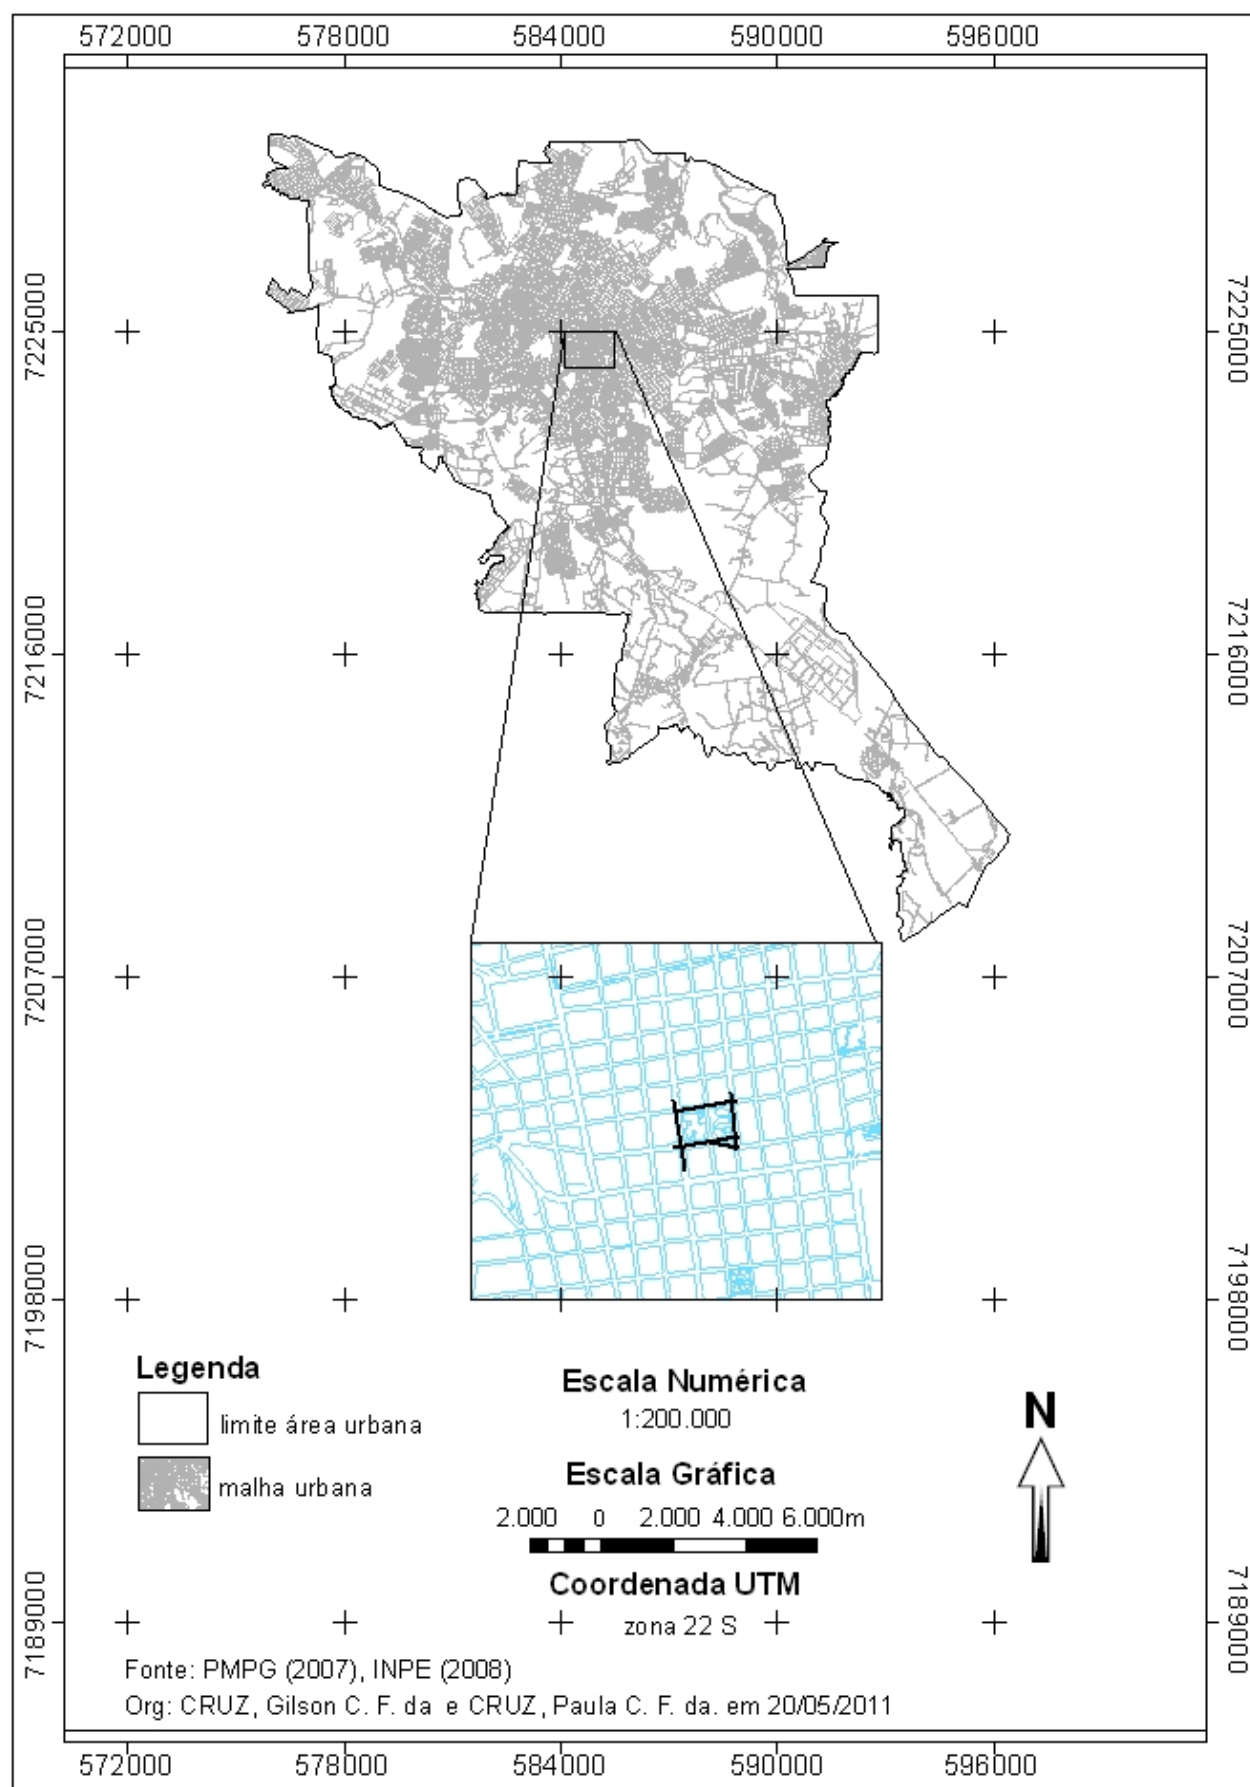 572000 578000 584000 590000 596000
7225000 7225000
7216000 7216000
7207000 7207000
7198000 7198000
Legenda
limite área urbana
malha urbana
Escala Numérica
1:200.000
Escala Gráfica
2.000 0 2.000 4.000 6.000m
Coordenada UTM
zona 22 S
N
7189000 7189000
Fonte: PMPG (2007), INPE (2008)
Org: CRUZ, Gilson C. F. da e CRUZ, Paula C. F. da. em 20/05/2011
572000 578000 584000 590000 596000